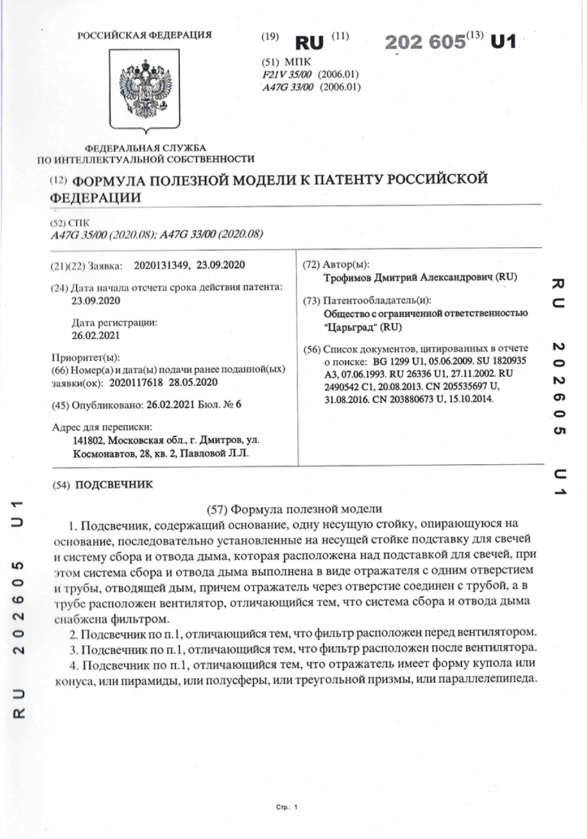 РОССИЙСКАЯ ФЕДЕРАЦИЯ
(19) RU (11) 202 605 (13) U1
(51) МПК
F21V 35/00 (2006.01)
A47G 33/00 (2006.01)
ФЕДЕРАЛЬНАЯ СЛУЖБА
ПО ИНТЕЛЛЕКТУАЛЬНОЙ СОБСТВЕННОСТИ
(12) ФОРМУЛА ПОЛЕЗНОЙ МОДЕЛИ К ПАТЕНТУ РОССИЙСКОЙ
ФЕДЕРАЦИИ
(52) СПК
A47G 35/00 (2020.08); A47G 33/00 (2020.08)
(21)(22) Заявка: 2020131349, 23.09.2020
(24) Дата начала отсчета срока действия патента:
23.09.2020
Дата регистрации:
26.02.2021
Приоритет(ы):
(66) Номер(а) и дата(ы) подачи ранее поданной(ых)
заявки(ок): 2020117618 28.05.2020
(45) Опубликовано: 26.02.2021 Бюл. № 6
Адрес для переписки:
141802, Московская обл., г. Дмитров, ул.
Космонавтов, 28, кв. 2, Павловой Л.Л.
(72) Автор(ы):
Трофимов Дмитрий Александрович (RU)
(73) Патентообладатель(и):
Общество с ограниченной ответственностью
"Царьград" (RU)
(56) Список документов, цитированных в отчете
о поиске: BG 1299 U1, 05.06.2009. SU 1820935
A3, 07.06.1993. RU 26336 U1, 27.11.2002. RU
2490542 C1, 20.08.2013. CN 205535697 U,
31.08.2016. CN 203880673 U, 15.10.2014.
(54) ПОДСВЕЧНИК
(57) Формула полезной модели
1. Подсвечник, содержащий основание, одну несущую стойку, опирающуюся на
основание, последовательно установленные на несущей стойке подставку для свечей
и систему сбора и отвода дыма, которая расположена над подставкой для свечей, при
этом система сбора и отвода дыма выполнена в виде отражателя с одним отверстием
и трубы, отводящей дым, причем отражатель через отверстие соединен с трубой, а в
трубе расположен вентилятор, отличающийся тем, что система сбора и отвода дыма
снабжена фильтром.
2. Подсвечник по п.1, отличающийся тем, что фильтр расположен перед вентилятором.
3. Подсвечник по п.1, отличающийся тем, что фильтр расположен после вентилятора.
4. Подсвечник по п.1, отличающийся тем, что отражатель имеет форму купола или
конуса, или пирамиды, или полусферы, или треугольной призмы, или параллелепипеда.
RU 202605 U1
RU 202605 U1
Стр.: 1